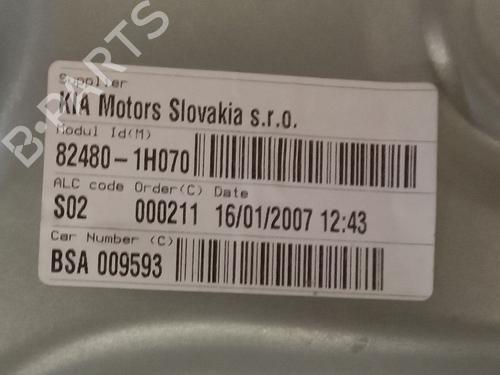 B-PARTS
Supplier
KIA Motors Slovakia s.r.o.
Modul Id(M)
82480-1H070
ALC code Order(C) Date
S02 000211 16/01/2007 12:43
Car Number (C)
BSA 009593